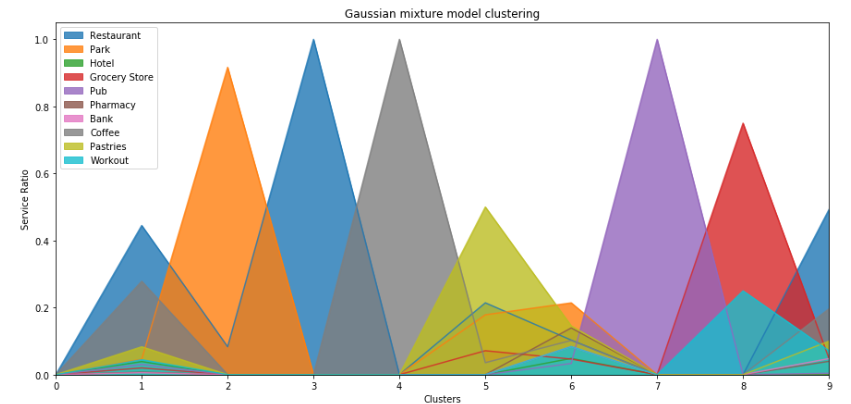 Gaussian mixture model clustering
1.0
0.8
0.6
0.4
0.2
0.0
Service Ratio
Restaurant
Park
Hotel
Grocery Store
Pub
Pharmacy
Bank
Coffee
Pastries
Workout
0 1 2 3 4 5 6 7 8 9
Clusters